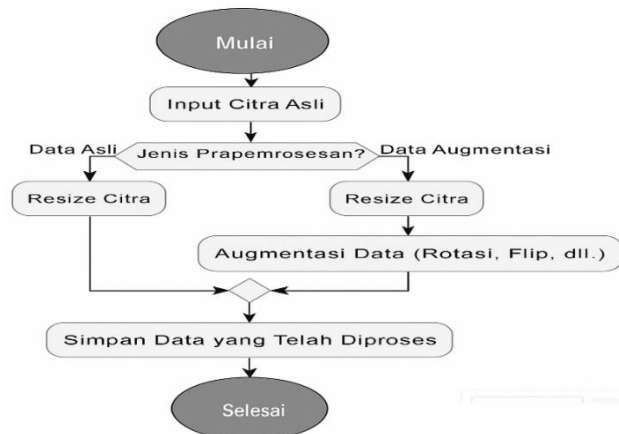 Mulai
Input Citra Asli
Data Asli
Jenis Prapemrosesan?
Data Augmentasi
Resize Citra
Resize Citra
Augmentasi Data (Rotasi, Flip, dll.)
Simpan Data yang Telah Diproses
Selesai